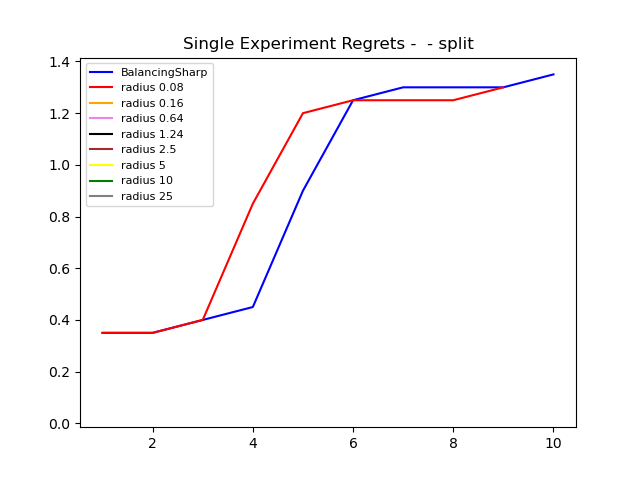 Single Experiment Regrets -  - split
1.4
1.2
1.0
0.8
0.6
0.4
0.2
0.0
BalancingSharp
radius 0.08
radius 0.16
radius 0.64
radius 1.24
radius 2.5
radius 5
radius 10
radius 25
2
4
6
8
10